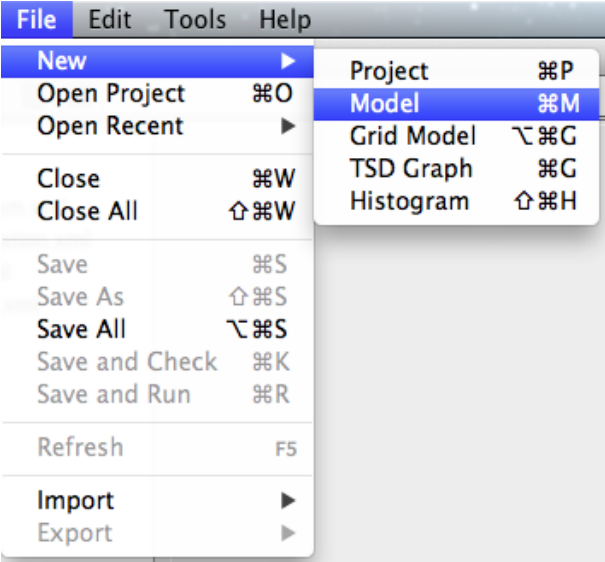 File Edit Tools Help
New ▶
Open Project ⌘O
Open Recent ▶
Close ⌘W
Close All ⇧⌘W
Save ⌘S
Save As ⇧⌘S
Save All ⌥⌘S
Save and Check ⌘K
Save and Run ⌘R
Refresh F5
Import ▶
Export ▶
Project ⌘P
Model ⌘M
Grid Model ⌥⌘G
TSD Graph ⌘G
Histogram ⇧⌘H